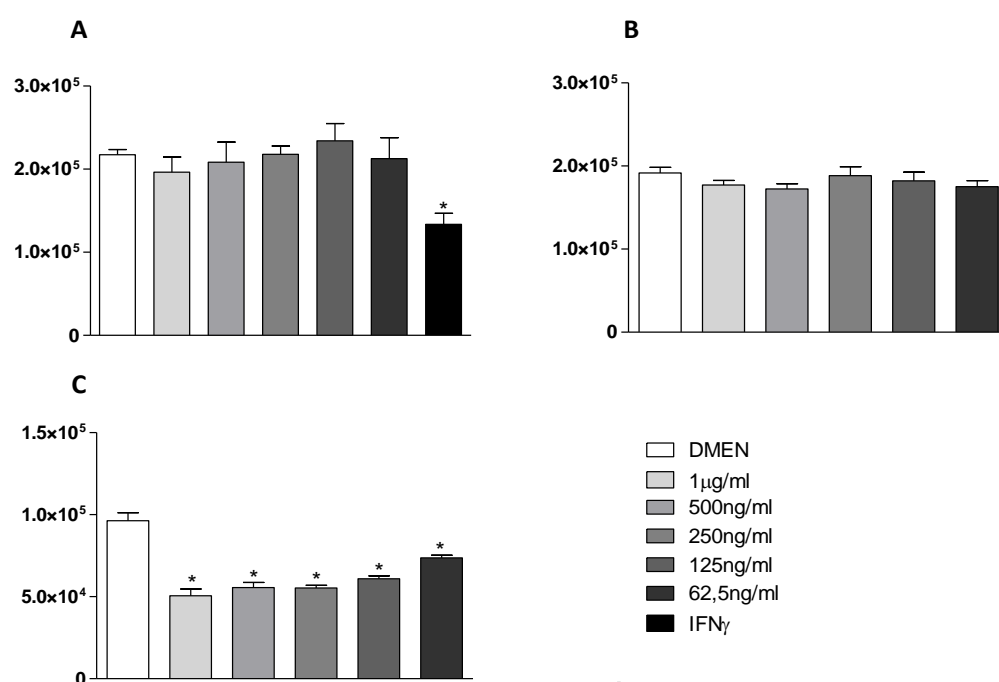 A
3.0×10⁵
2.0×10⁵
1.0×10⁵
0
*
B
3.0×10⁵
2.0×10⁵
1.0×10⁵
0
C
1.5×10⁵
1.0×10⁵
5.0×10⁴
0
* * * * *
DMEN
1µg/ml
500ng/ml
250ng/ml
125ng/ml
62,5ng/ml
IFNγ